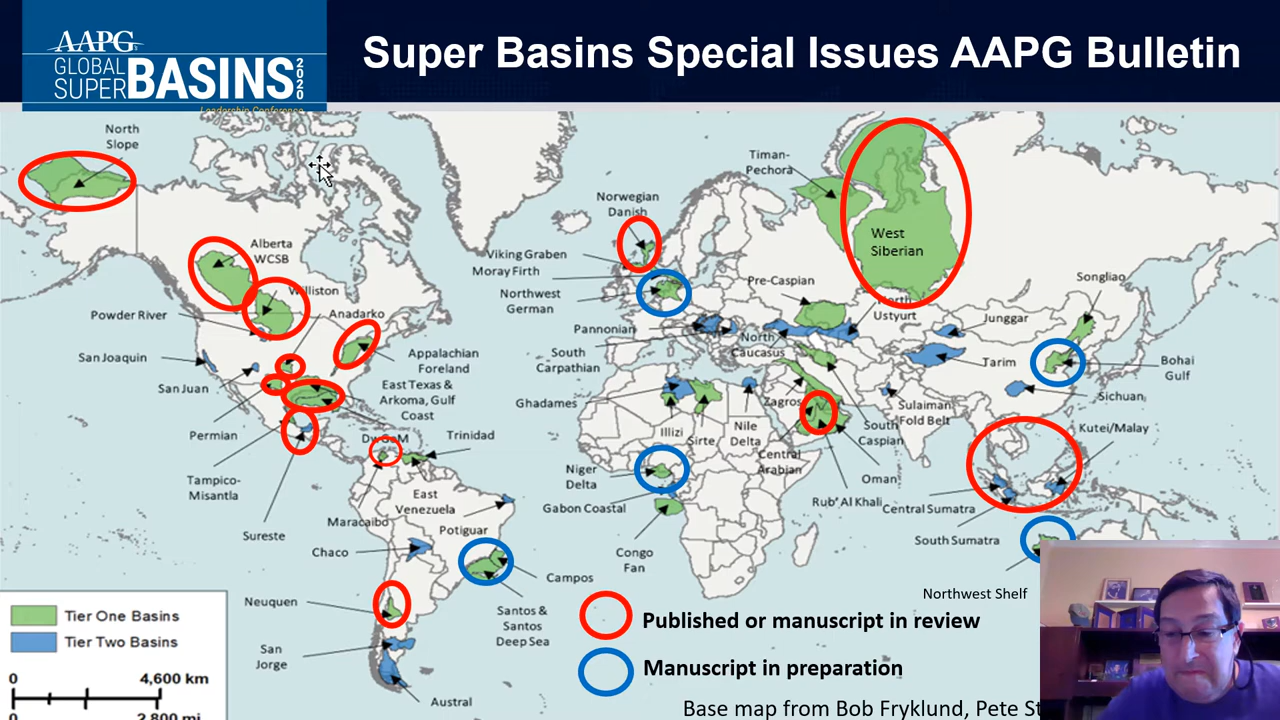 AAPG
GLOBAL
SUPER BASINS 2020
Leadership Conference
Super Basins Special Issues AAPG Bulletin
North
Slope
Alberta
WCSB
Williston
Powder River
Anadarko
San Joaquin
San Juan
Appalachian
Foreland
East Texas &
Arkoma, Gulf
Coast
Permian
Tampico-
Misantla
Sureste
DwGoM
Trinidad
East
Venezuela
Maracaibo
Potiguar
Chaco
Campos
Santos &
Santos
Deep Sea
Neuquen
San
Jorge
Austral
Norwegian
Danish
Viking Graben
Moray Firth
Northwest
German
Pannonian
South
Carpathian
Ghadames
Illizi
Sirte
Nile
Delta
Niger
Delta
Gabon Coastal
Congo
Fan
Timan-
Pechora
West
Siberian
Pre-Caspian
North
Ustyurt
North
Caucasus
Zagros
Central
Arabian
South
Caspian
Oman
Rub' Al Khali
Songliao
Junggar
Tarim
Bohai
Gulf
Sichuan
Sulaiman
Fold Belt
Kutei/Malay
Central Sumatra
South Sumatra
Northwest Shelf
Tier One Basins
Tier Two Basins
0 4,600 km
0 2,800 mi
Published or manuscript in review
Manuscript in preparation
Base map from Bob Fryklund, Pete